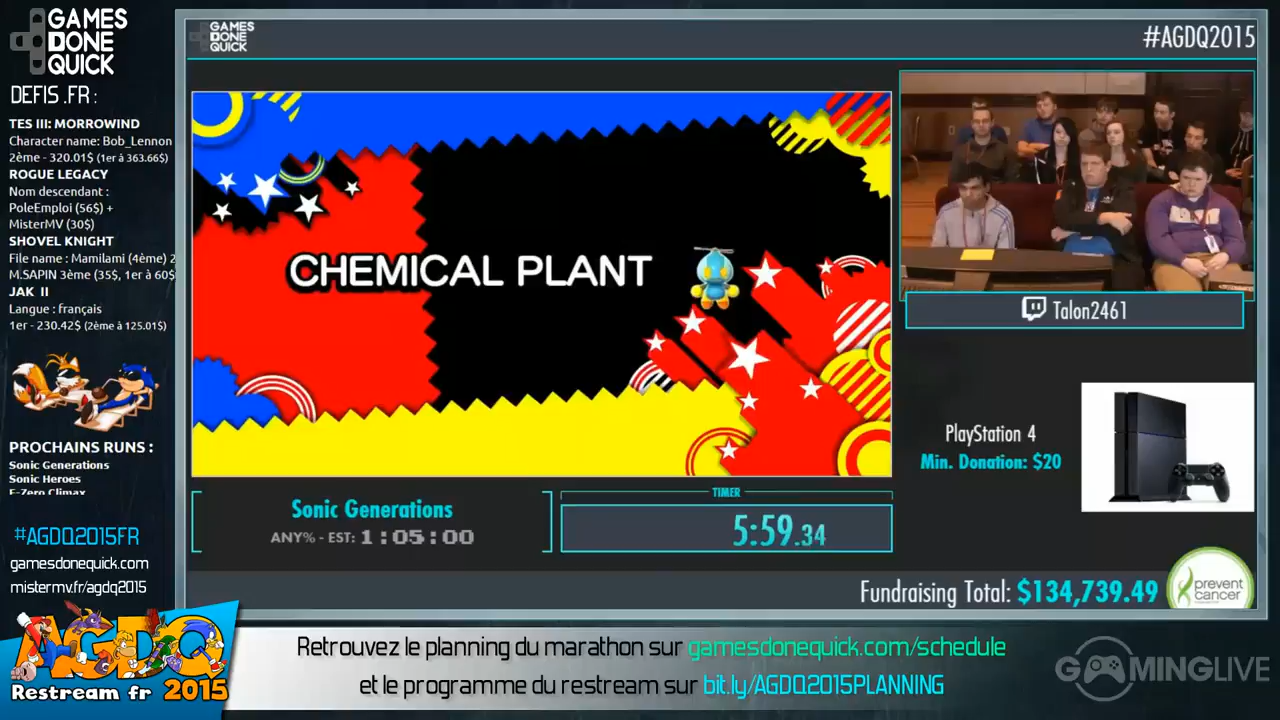 GAMES
DONE
QUICK
DEFIS .FR :
TES III: MORROWIND
Character name: Bob_Lennon
2ème - 320.01$ (1er à 363.66$)
ROGUE LEGACY
Nom descendant :
PoleEmploi (56$) +
MisterMV (30$)
SHOVEL KNIGHT
File name : Mamilami (4ème) 2
M.SAPIN 3ème (35$, 1er à 60$
JAK II
Langue : français
1er - 230.42$ (2ème à 125.01$)
PROCHAINS RUNS :
Sonic Generations
Sonic Heroes
F-Zero Climax
#AGDQ2015FR
gamesdonequick.com
mistermv.fr/agdq2015
AGDQ
Restream fr 2015
GAMES
DONE
QUICK
#AGDQ2015
CHEMICAL PLANT
Talon2461
PlayStation 4
Min. Donation: $20
Sonic Generations
ANY% - EST: 1:05:00
TIMER
5:59.34
Fundraising Total: $134,739.49
prevent
cancer
Retrouvez le planning du marathon sur gamesdonequick.com/schedule
et le programme du restream sur bit.ly/AGDQ2015PLANNING
GAMINGLIVE